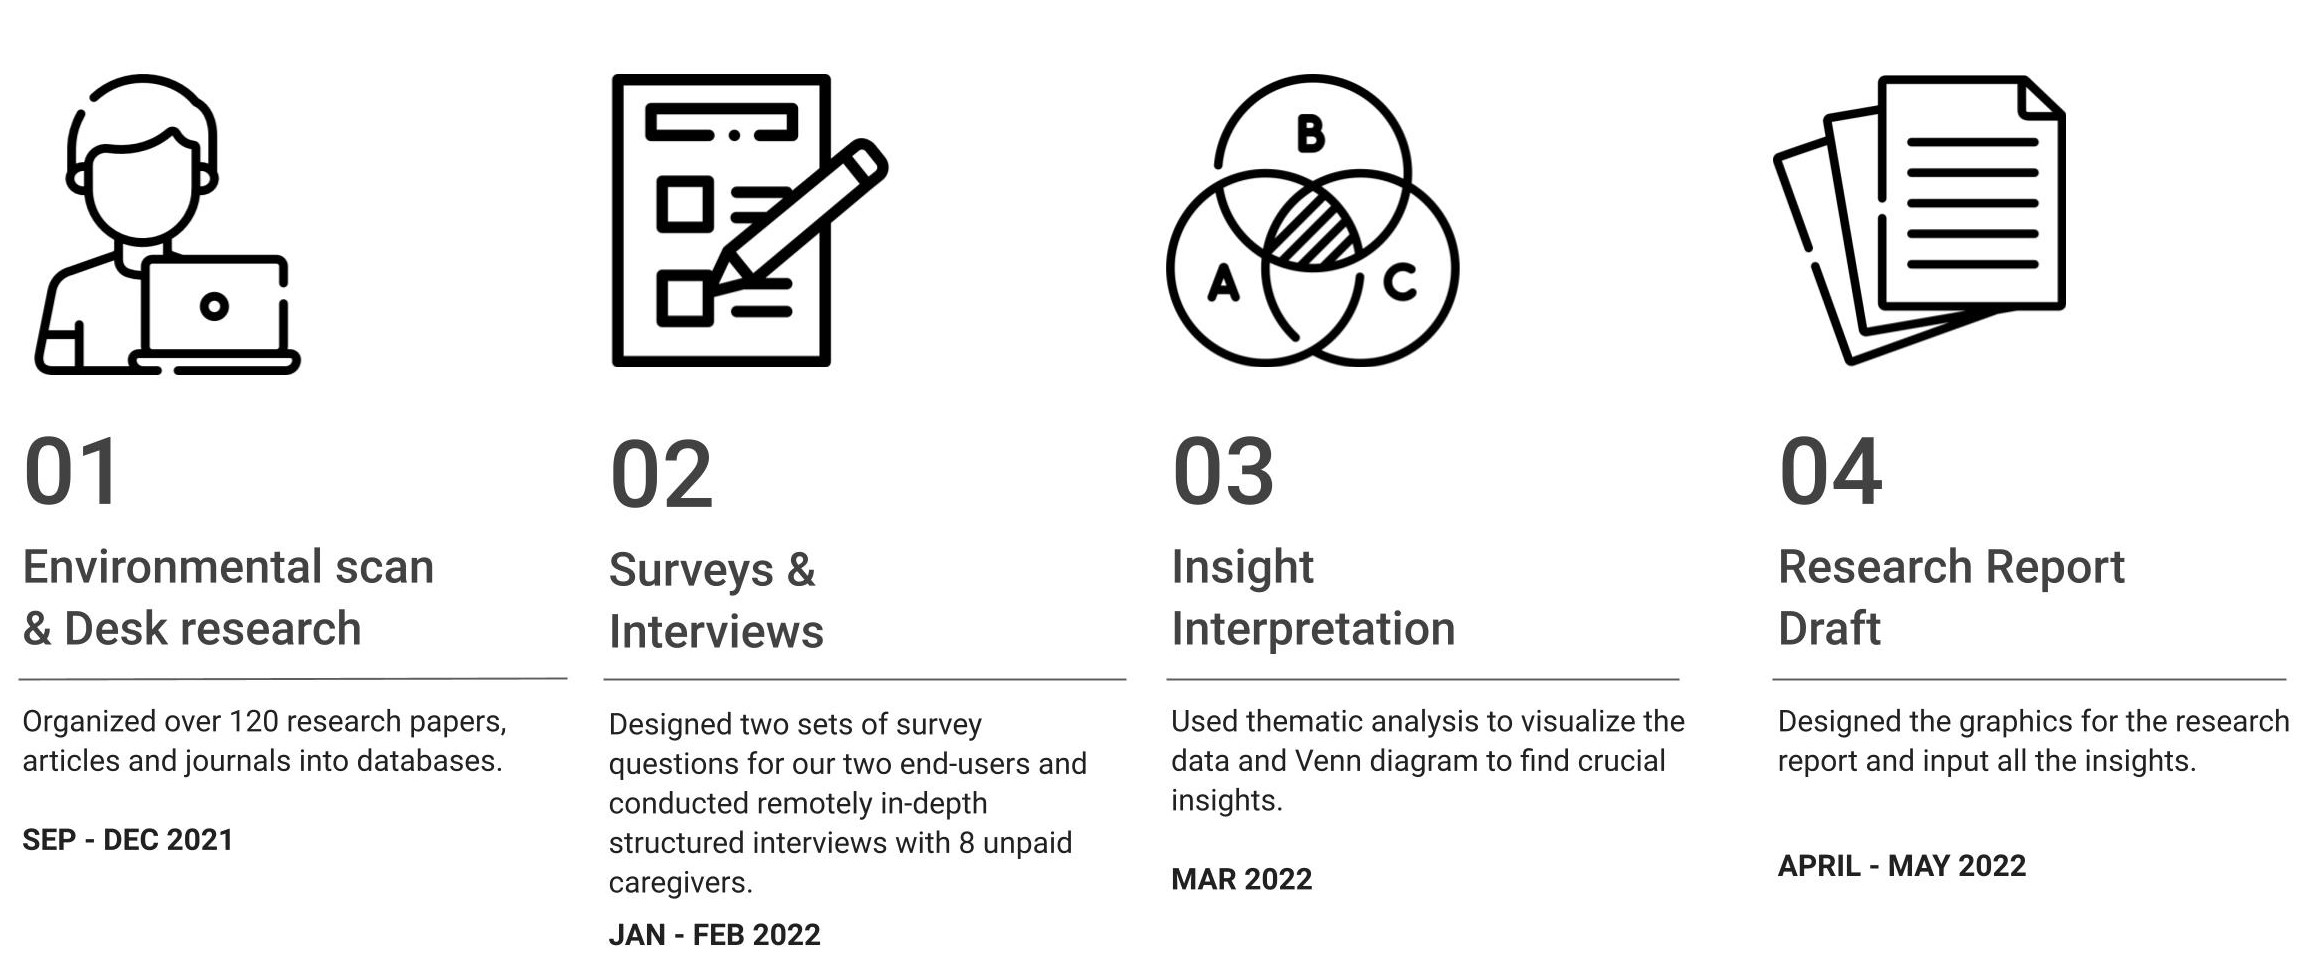 B
A
C
01
Environmental scan
& Desk research
Organized over 120 research papers,
articles and journals into databases.
SEP - DEC 2021
02
Surveys &
Interviews
Designed two sets of survey
questions for our two end-users and
conducted remotely in-depth
structured interviews with 8 unpaid
caregivers.
JAN - FEB 2022
03
Insight
Interpretation
Used thematic analysis to visualize the
data and Venn diagram to find crucial
insights.
MAR 2022
04
Research Report
Draft
Designed the graphics for the research
report and input all the insights.
APRIL - MAY 2022